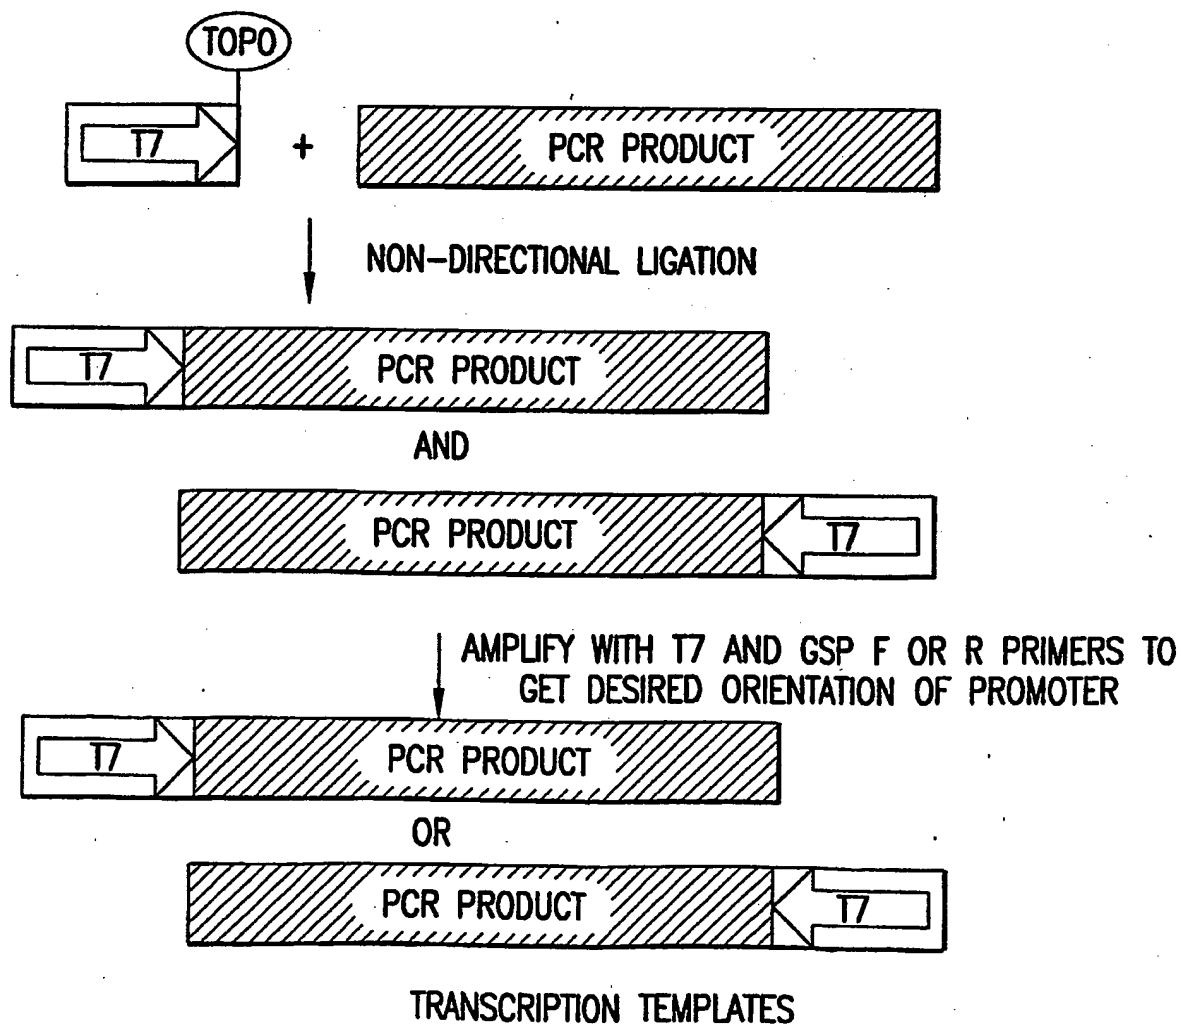 TOPO
T7
+
PCR PRODUCT
NON-DIRECTIONAL LIGATION
T7
PCR PRODUCT
AND
PCR PRODUCT
T7
AMPLIFY WITH T7 AND GSP F OR R PRIMERS TO
GET DESIRED ORIENTATION OF PROMOTER
T7
PCR PRODUCT
OR
PCR PRODUCT
T7
TRANSCRIPTION TEMPLATES